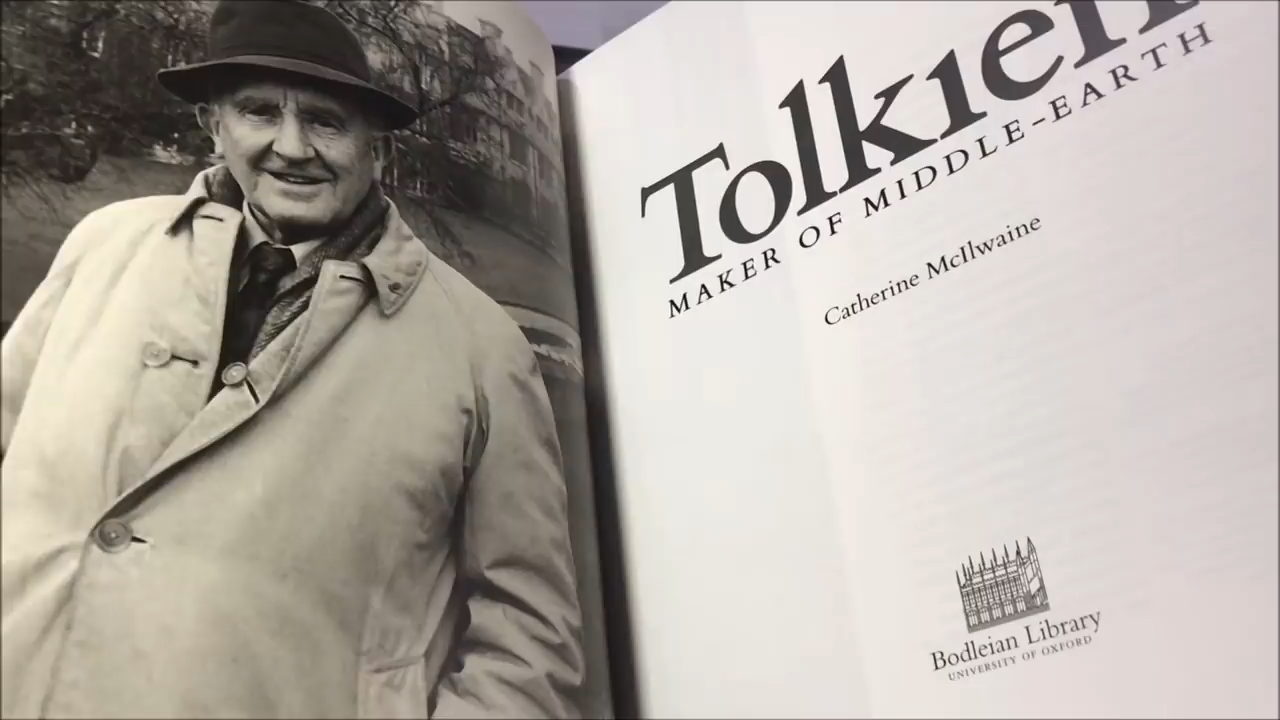 Tolkien
MAKER OF MIDDLE-EARTH
Catherine McIlwaine
Bodleian Library
UNIVERSITY OF OXFORD